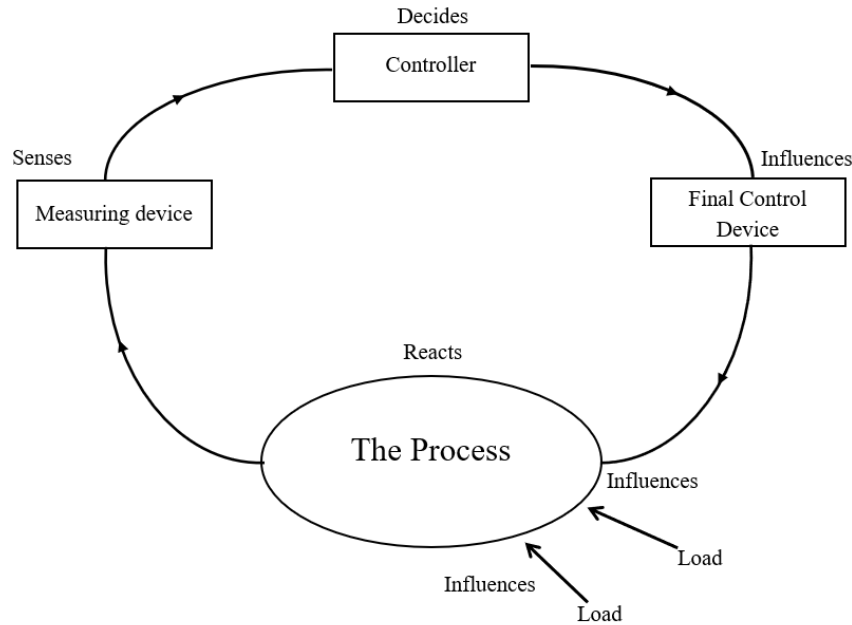 Decides
Controller
Senses
Influences
Measuring device
Final Control
Device
Reacts
The Process
Influences
Load
Influences
Load